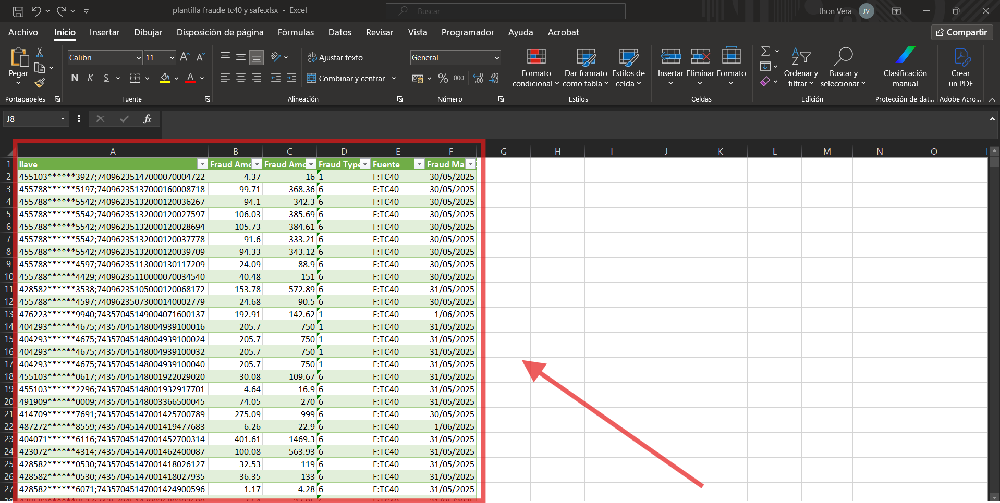 plantilla fraude tc40 y safe.xlsx - Excel
Buscar
Jhon Vera JV
Archivo Inicio Insertar Dibujar Disposición de página Fórmulas Datos Revisar Vista Programador Ayuda Acrobat Compartir
Pegar
Portapapeles
Calibri 11
N K S
Fuente
Ajustar texto
Combinar y centrar
Alineación
General
% 000
Número
Formato condicional
Dar formato como tabla
Estilos de celda
Estilos
Insertar Eliminar Formato
Celdas
Ordenar y filtrar
Buscar y seleccionar
Edición
Clasificación manual
Protección de dat...
Crear un PDF
Adobe Acro...
J8 fx
A B C D E F G H I J K L M N O
1 llave Fraud Amo Fraud Amo Fraud Type Fuente Fraud Ma
2 455103******3927;74096235147000070004722 4.37 16 1 F:TC40 30/05/2025
3 455788******5197;74096235137000160008718 99.71 368.36 6 F:TC40 30/05/2025
4 455788******5542;74096235132000120036267 94.1 342.3 6 F:TC40 30/05/2025
5 455788******5542;74096235132000120027597 106.03 385.69 6 F:TC40 30/05/2025
6 455788******5542;74096235132000120028694 105.73 384.61 6 F:TC40 30/05/2025
7 455788******5542;74096235132000120037778 91.6 333.21 6 F:TC40 30/05/2025
8 455788******5542;74096235132000120039709 94.33 343.12 6 F:TC40 30/05/2025
9 455788******4597;74096235113000130117209 24.09 88.9 6 F:TC40 30/05/2025
10 455788******4429;74096235110000070034540 40.48 151 6 F:TC40 30/05/2025
11 428582******3538;74096235105000120068172 153.78 572.89 6 F:TC40 31/05/2025
12 455788******4597;74096235073000140002779 24.68 90.5 6 F:TC40 30/05/2025
13 476223******9940;74357045149004071600137 192.91 142.62 1 F:TC40 1/06/2025
14 404293******4675;74357045148004939100016 205.7 750 1 F:TC40 31/05/2025
15 404293******4675;74357045148004939100024 205.7 750 1 F:TC40 31/05/2025
16 404293******4675;74357045148004939100032 205.7 750 1 F:TC40 31/05/2025
17 404293******4675;74357045148004939100040 205.7 750 1 F:TC40 31/05/2025
18 455103******0617;74357045148001922029020 30.08 109.67 6 F:TC40 31/05/2025
19 455103******2296;74357045148001932917701 4.64 16.9 6 F:TC40 31/05/2025
20 491909******0009;74357045148003366500045 74.05 270 6 F:TC40 31/05/2025
21 414709******7691;74357045147001425700789 275.09 999 6 F:TC40 30/05/2025
22 487272******8559;74357045147001419477683 6.26 22.9 6 F:TC40 1/06/2025
23 404071******6116;74357045147001452700314 401.61 1469.3 6 F:TC40 31/05/2025
24 423072******4314;74357045147001462400087 100.08 563.93 6 F:TC40 31/05/2025
25 428582******0530;74357045147001418026127 32.53 119 6 F:TC40 31/05/2025
26 428582******0530;74357045147001418027935 36.35 133 6 F:TC40 31/05/2025
27 428582******6071;74357045147001424900596 1.17 4.28 6 F:TC40 31/05/2025